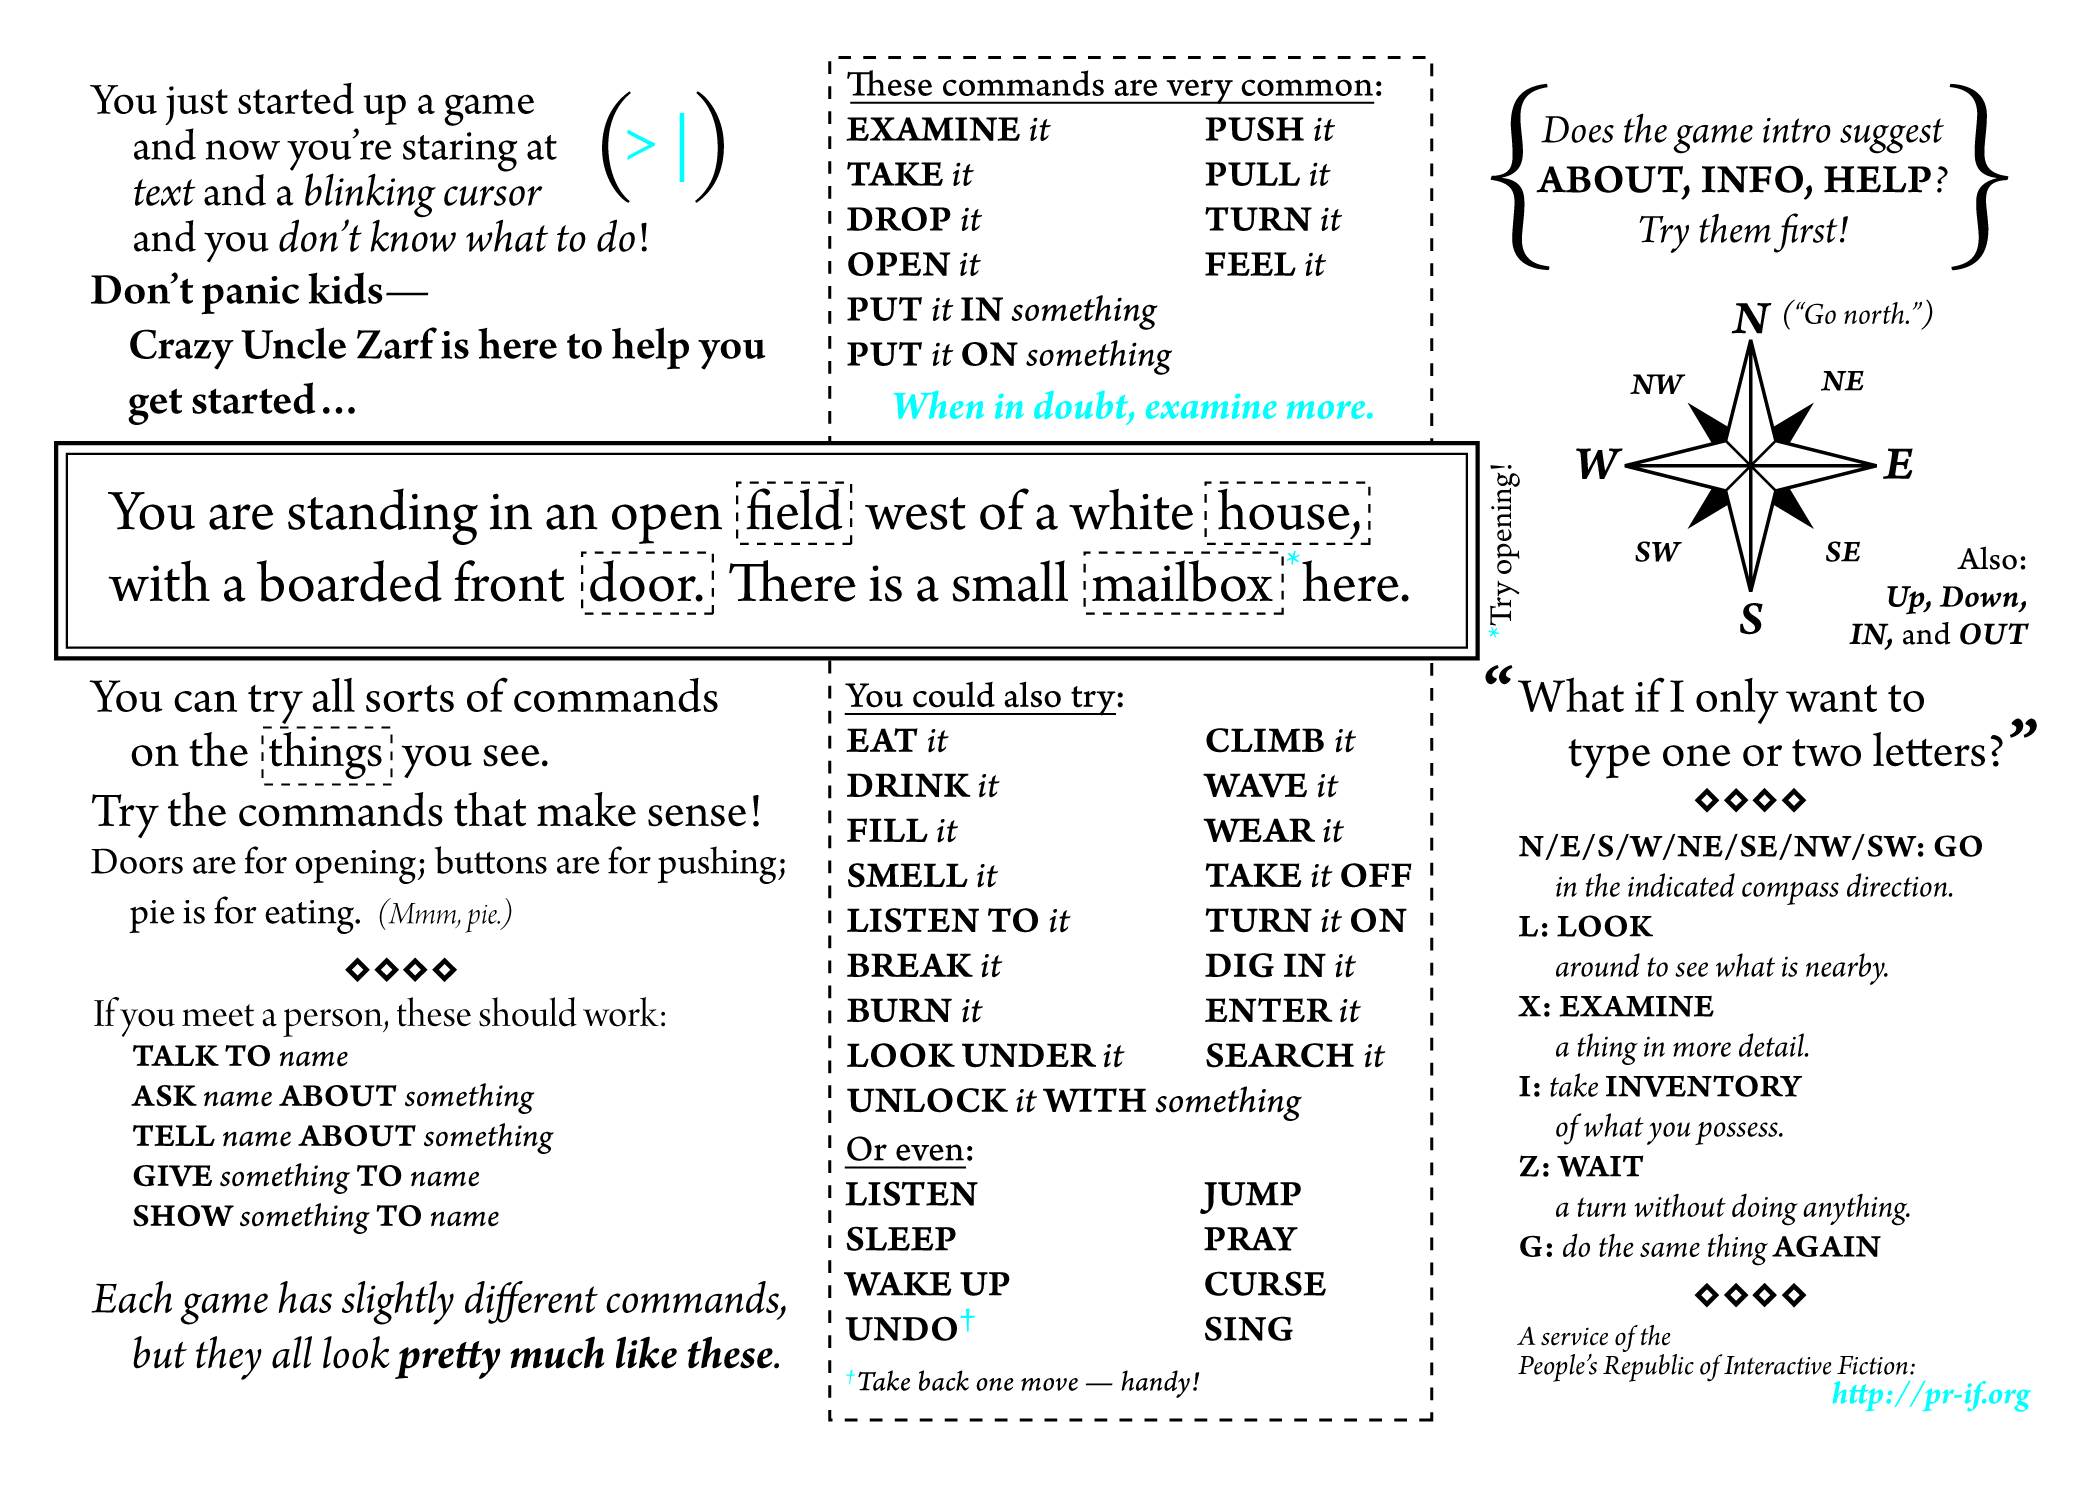 You just started up a game
and now you're staring at
text and a blinking cursor
and you don't know what to do!
(> |)
Don't panic kids—
Crazy Uncle Zarf is here to help you
get started…
These commands are very common:
EXAMINE it PUSH it
TAKE it PULL it
DROP it TURN it
OPEN it FEEL it
PUT it IN something
PUT it ON something
When in doubt, examine more.
Does the game intro suggest
ABOUT, INFO, HELP?
Try them first!
N ("Go north.")
NW NE
W E
SW SE
S
Also:
Up, Down,
IN, and OUT
You are standing in an open field west of a white house,
with a boarded front door. There is a small mailbox* here.
*Try opening!
You can try all sorts of commands
on the things you see.
Try the commands that make sense!
Doors are for opening; buttons are for pushing;
pie is for eating. (Mmm, pie.)
If you meet a person, these should work:
TALK TO name
ASK name ABOUT something
TELL name ABOUT something
GIVE something TO name
SHOW something TO name
Each game has slightly different commands,
but they all look pretty much like these.
You could also try:
EAT it CLIMB it
DRINK it WAVE it
FILL it WEAR it
SMELL it TAKE it OFF
LISTEN TO it TURN it ON
BREAK it DIG IN it
BURN it ENTER it
LOOK UNDER it SEARCH it
UNLOCK it WITH something
Or even:
LISTEN JUMP
SLEEP PRAY
WAKE UP CURSE
UNDO† SING
†Take back one move — handy!
"What if I only want to
type one or two letters?"
N/E/S/W/NE/SE/NW/SW: GO
in the indicated compass direction.
L: LOOK
around to see what is nearby.
X: EXAMINE
a thing in more detail.
I: take INVENTORY
of what you possess.
Z: WAIT
a turn without doing anything.
G: do the same thing AGAIN
A service of the
People's Republic of Interactive Fiction:
http://pr-if.org